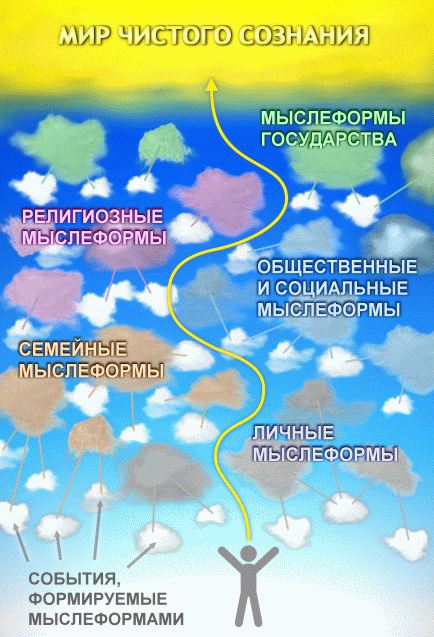 МИР ЧИСТОГО СОЗНАНИЯ
МЫСЛЕФОРМЫ
ГОСУДАРСТВА
РЕЛИГИОЗНЫЕ
МЫСЛЕФОРМЫ
ОБЩЕСТВЕННЫЕ
И СОЦИАЛЬНЫЕ
МЫСЛЕФОРМЫ
СЕМЕЙНЫЕ
МЫСЛЕФОРМЫ
ЛИЧНЫЕ
МЫСЛЕФОРМЫ
СОБЫТИЯ,
ФОРМИРУЕМЫЕ
МЫСЛЕФОРМАМИ